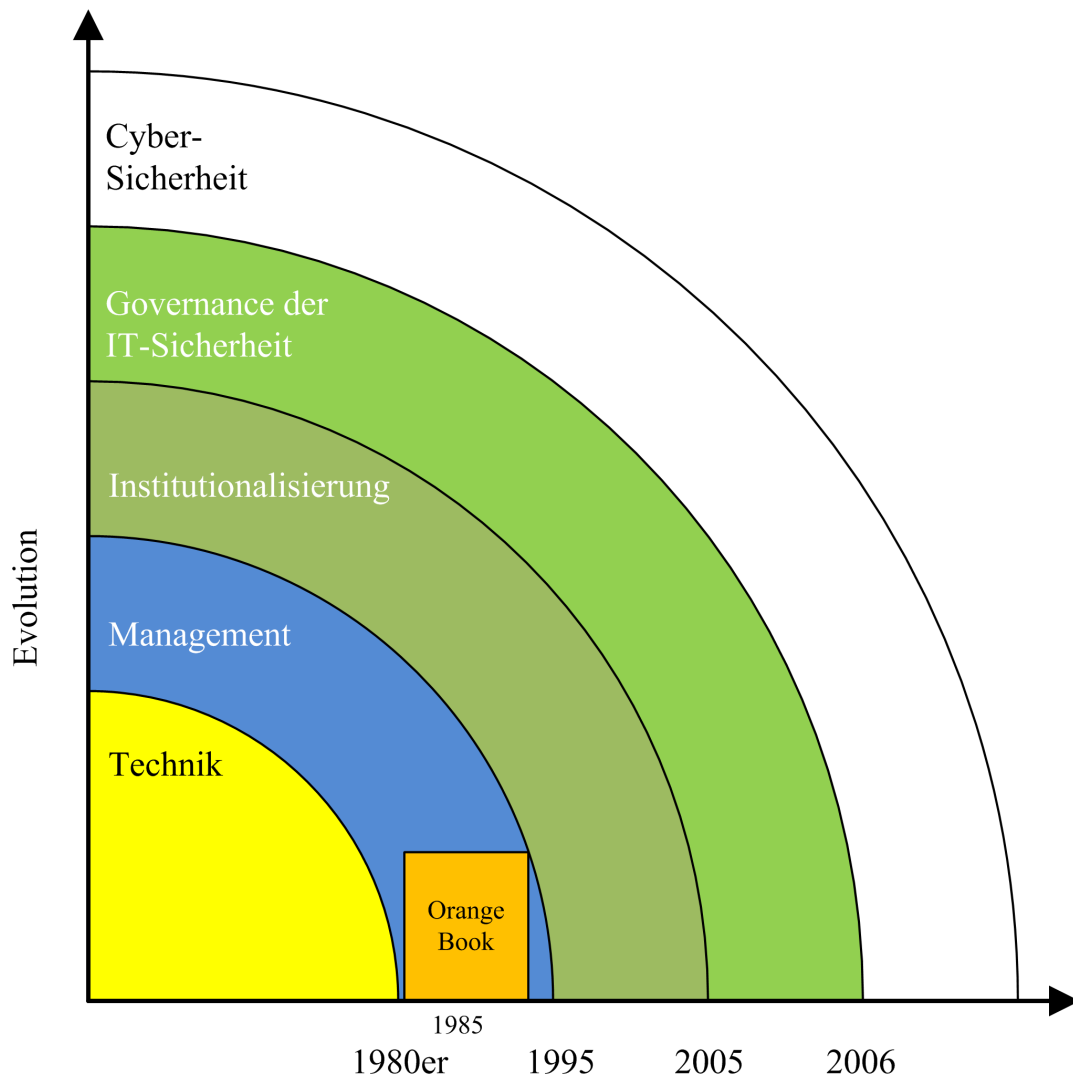 Cyber-
Sicherheit
Governance der
IT-Sicherheit
Institutionalisierung
Management
Technik
Evolution
Orange
Book
1985
1980er 1995 2005 2006